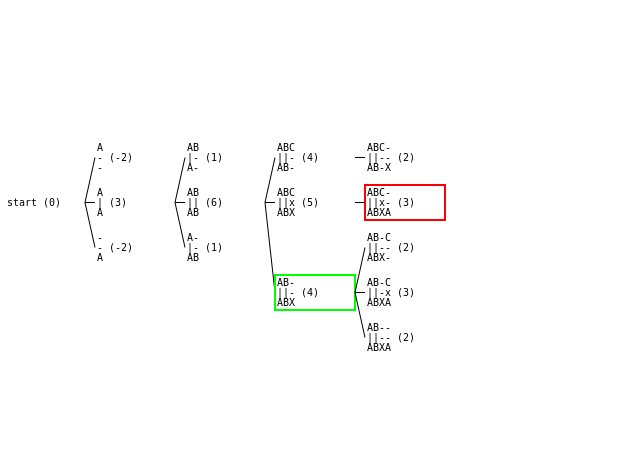 A
- (-2)
-
start (0)
A
| (3)
A
-
- (-2)
A
AB
|- (1)
A-
AB
|| (6)
AB
A-
|- (1)
AB
ABC
||- (4)
AB-
ABC
||x (5)
ABX
AB-
||- (4)
ABX
ABC-
||-- (2)
AB-X
ABC-
||x- (3)
ABXA
AB-C
||-- (2)
ABX-
AB-C
||-x (3)
ABXA
AB--
||-- (2)
ABXA